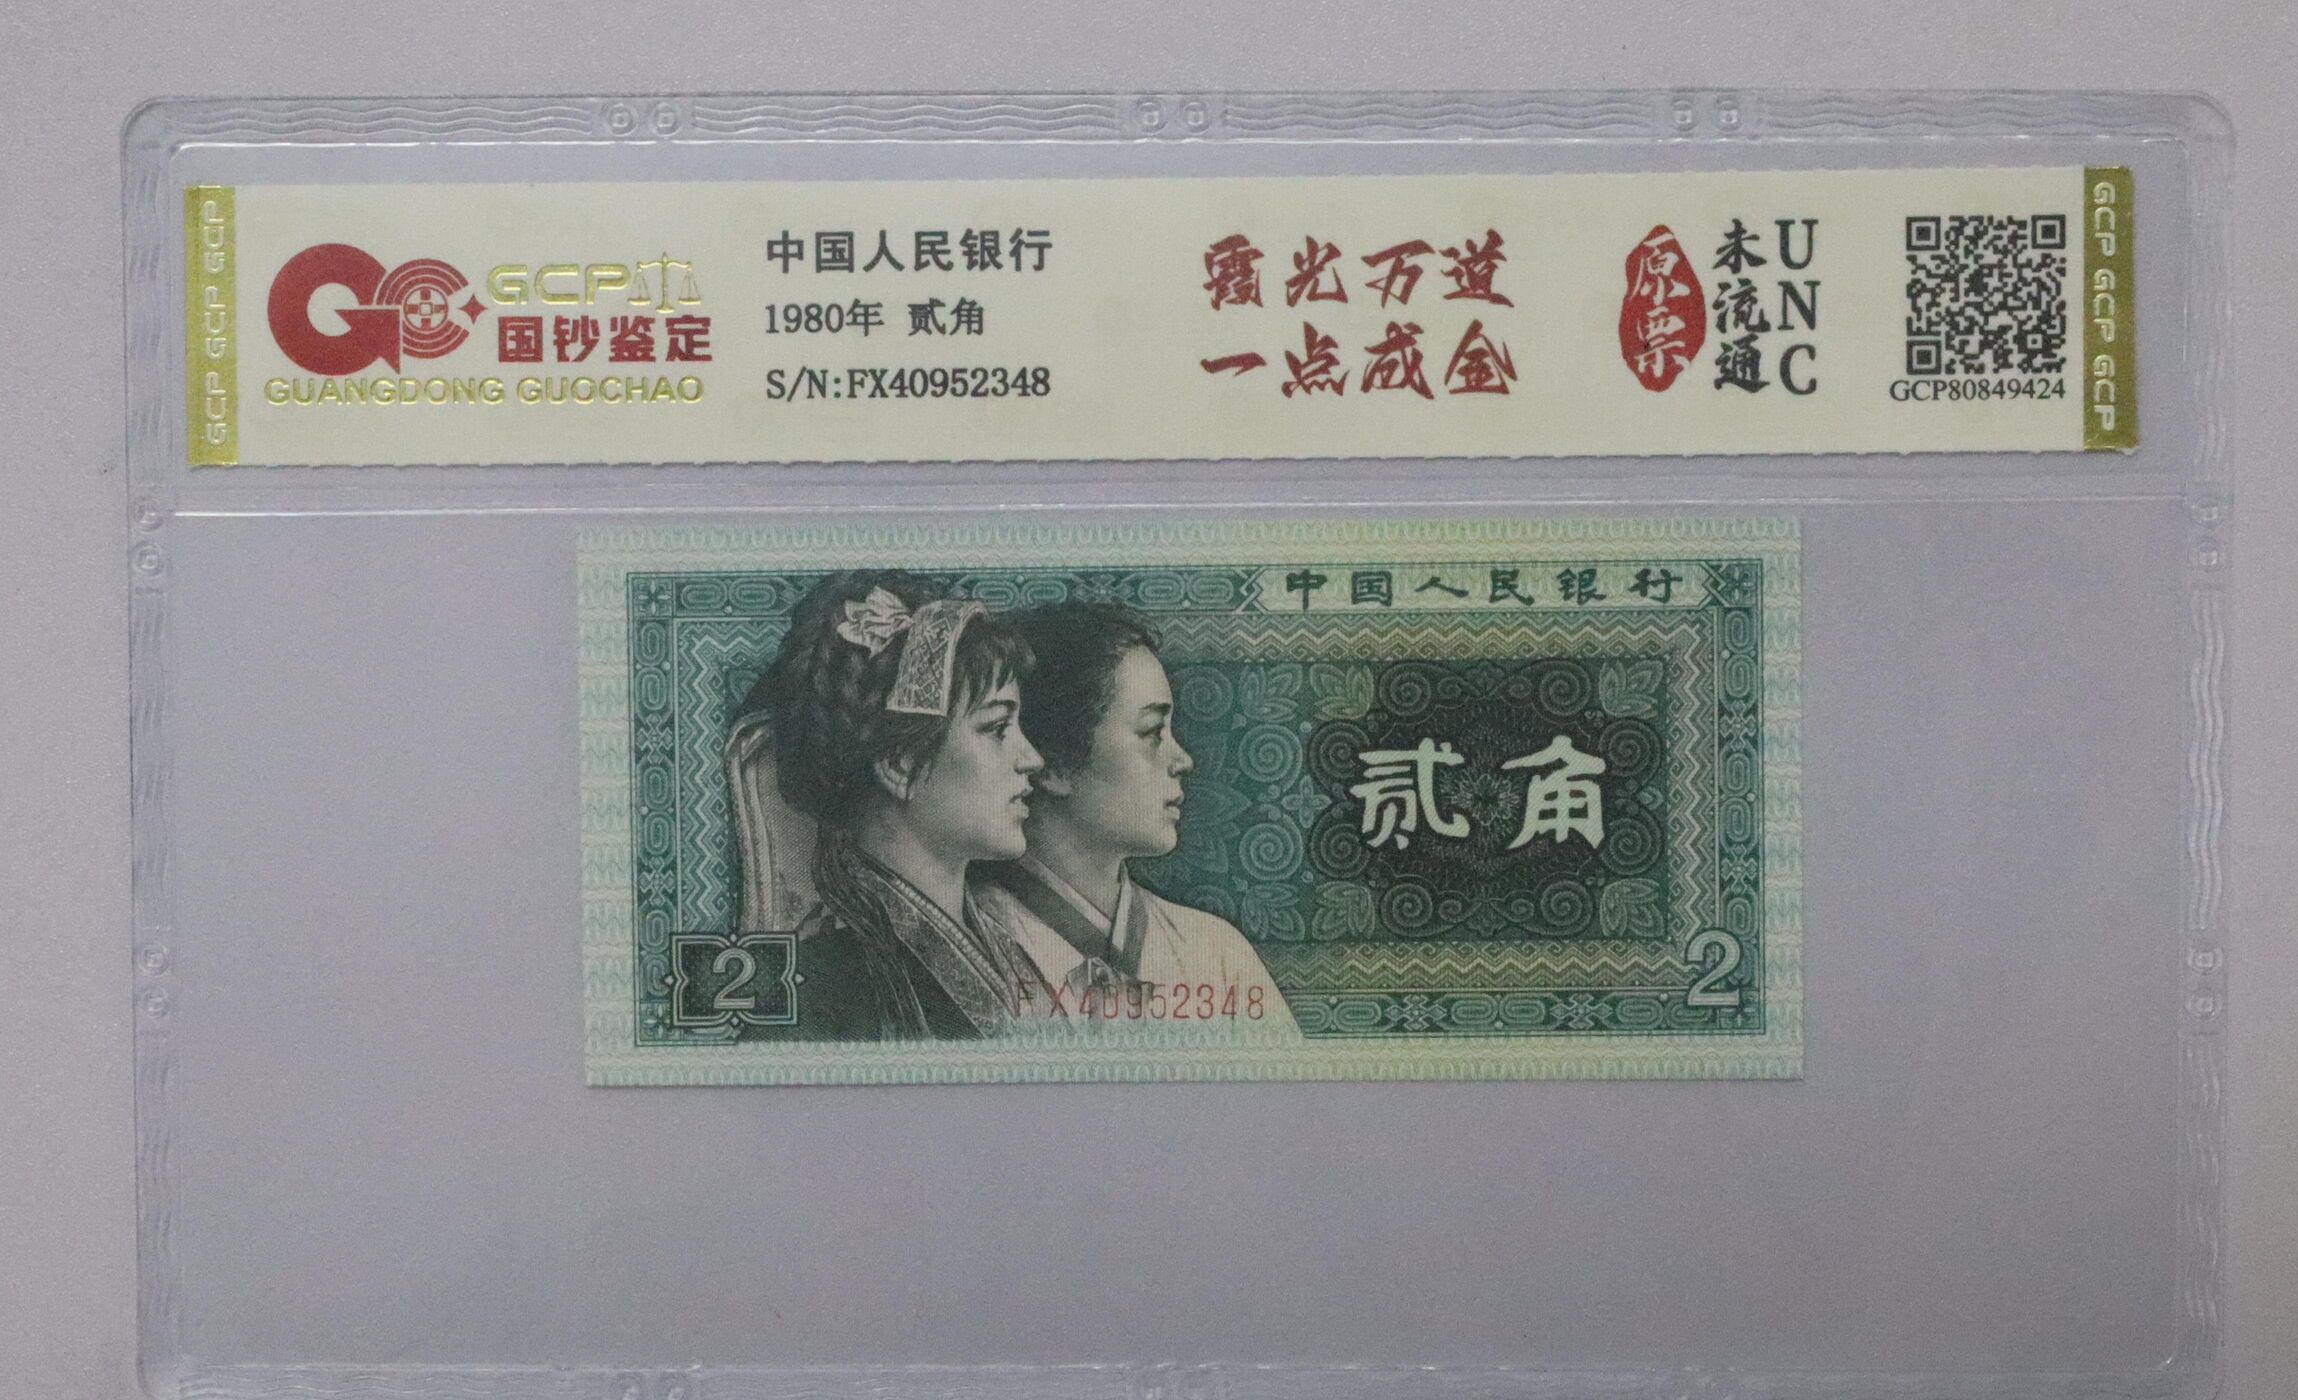 GCP GCP GCP GCP
GCP
国钞鉴定
GUANGDONG GUOCHAO
中国人民银行
1980年 贰角
S/N:FX40952348
霞光万道
一点成金
原票
未流通
UNC
GCP80849424
GCP GCP GCP GCP
中国人民银行
贰角
2
2
FX40952348